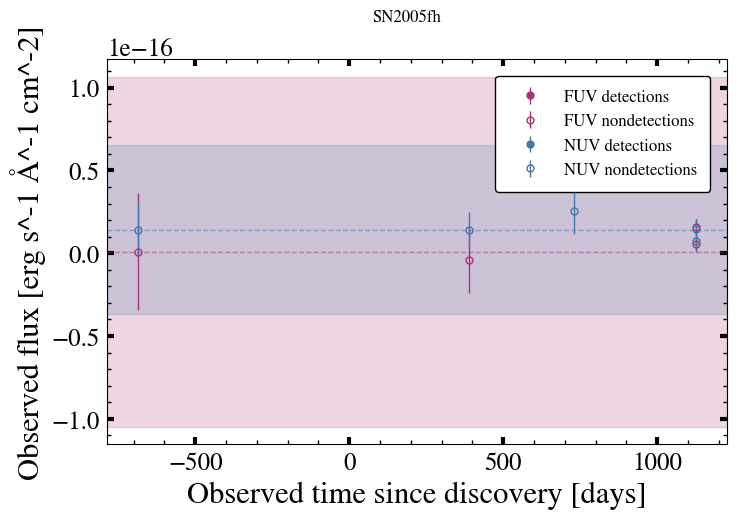 SN2005fh
1e−16
Observed flux [erg s^-1 Å^-1 cm^-2]
1.0
0.5
0.0
−0.5
−1.0
FUV detections
FUV nondetections
NUV detections
NUV nondetections
−500
0
500
1000
Observed time since discovery [days]